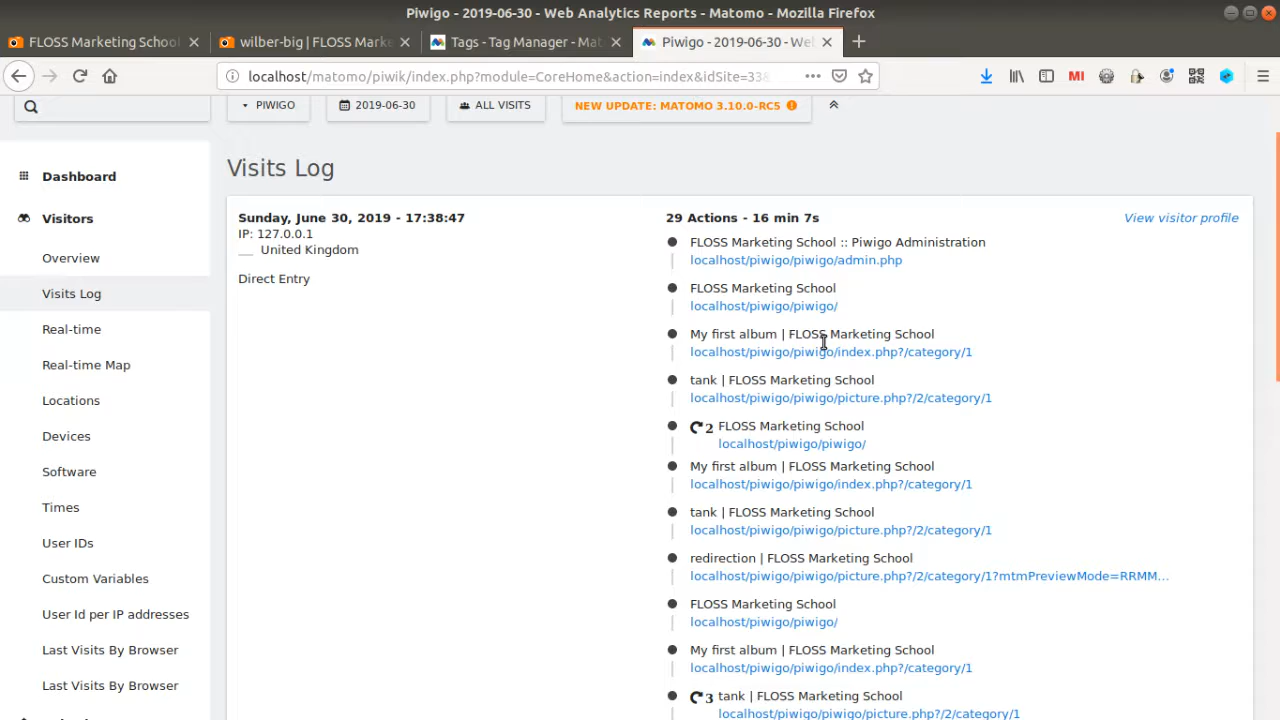 Piwigo - 2019-06-30 - Web Analytics Reports - Matomo - Mozilla Firefox
FLOSS Marketing School
wilber-big | FLOSS Marke
Tags - Tag Manager - Mat
Piwigo - 2019-06-30 - We
localhost/matomo/piwik/index.php?module=CoreHome&action=index&idSite=338
MI
PIWIGO
2019-06-30
ALL VISITS
NEW UPDATE: MATOMO 3.10.0-RC5
Dashboard
Visitors
Overview
Visits Log
Real-time
Real-time Map
Locations
Devices
Software
Times
User IDs
Custom Variables
User Id per IP addresses
Last Visits By Browser
Last Visits By Browser
Visits Log
Sunday, June 30, 2019 - 17:38:47
IP: 127.0.0.1
United Kingdom
Direct Entry
29 Actions - 16 min 7s
View visitor profile
FLOSS Marketing School :: Piwigo Administration
localhost/piwigo/piwigo/admin.php
FLOSS Marketing School
localhost/piwigo/piwigo/
My first album | FLOSS Marketing School
localhost/piwigo/piwigo/index.php?/category/1
tank | FLOSS Marketing School
localhost/piwigo/piwigo/picture.php?/2/category/1
2 FLOSS Marketing School
localhost/piwigo/piwigo/
My first album | FLOSS Marketing School
localhost/piwigo/piwigo/index.php?/category/1
tank | FLOSS Marketing School
localhost/piwigo/piwigo/picture.php?/2/category/1
redirection | FLOSS Marketing School
localhost/piwigo/piwigo/picture.php?/2/category/1?mtmPreviewMode=RRMM...
FLOSS Marketing School
localhost/piwigo/piwigo/
My first album | FLOSS Marketing School
localhost/piwigo/piwigo/index.php?/category/1
3 tank | FLOSS Marketing School
localhost/piwigo/piwigo/picture.php?/2/category/1